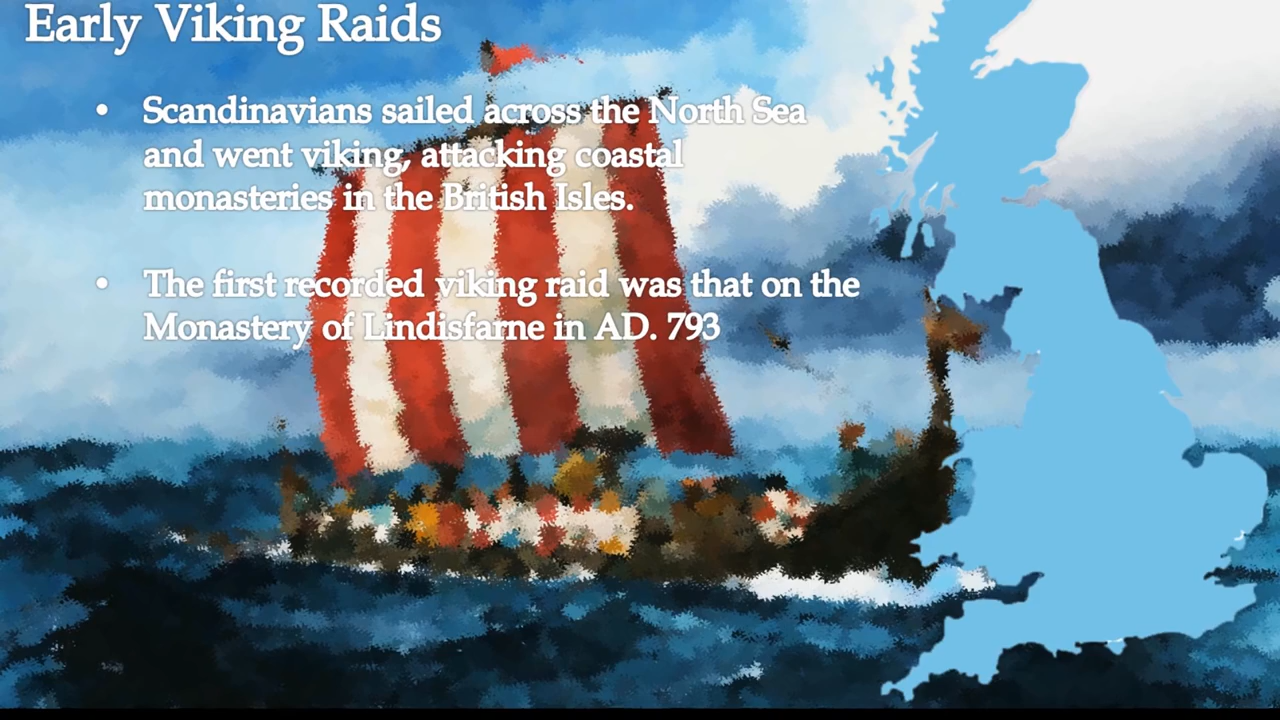 Early Viking Raids
• Scandinavians sailed across the North Sea
and went viking, attacking coastal
monasteries in the British Isles.
• The first recorded viking raid was that on the
Monastery of Lindisfarne in AD. 793